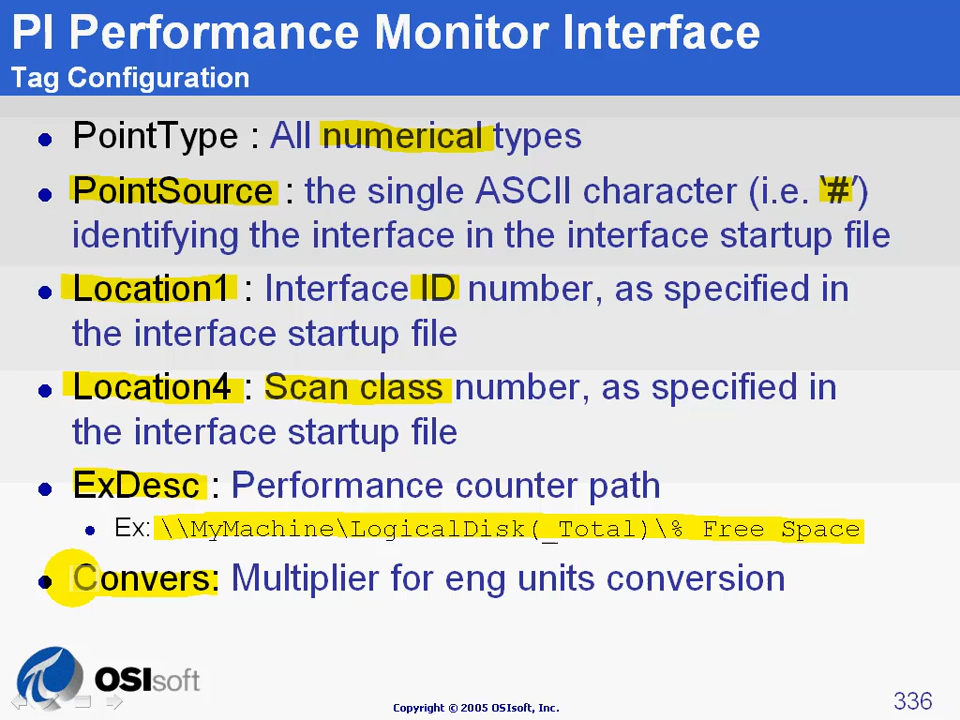 PI Performance Monitor Interface
Tag Configuration
• PointType : All numerical types
• PointSource : the single ASCII character (i.e. ‘#’)
identifying the interface in the interface startup file
• Location1 : Interface ID number, as specified in
the interface startup file
• Location4 : Scan class number, as specified in
the interface startup file
• ExDesc : Performance counter path
• Ex: \\MyMachine\LogicalDisk(_Total)\% Free Space
• Convers: Multiplier for eng units conversion
OSIsoft
Copyright © 2005 OSIsoft, Inc.
336